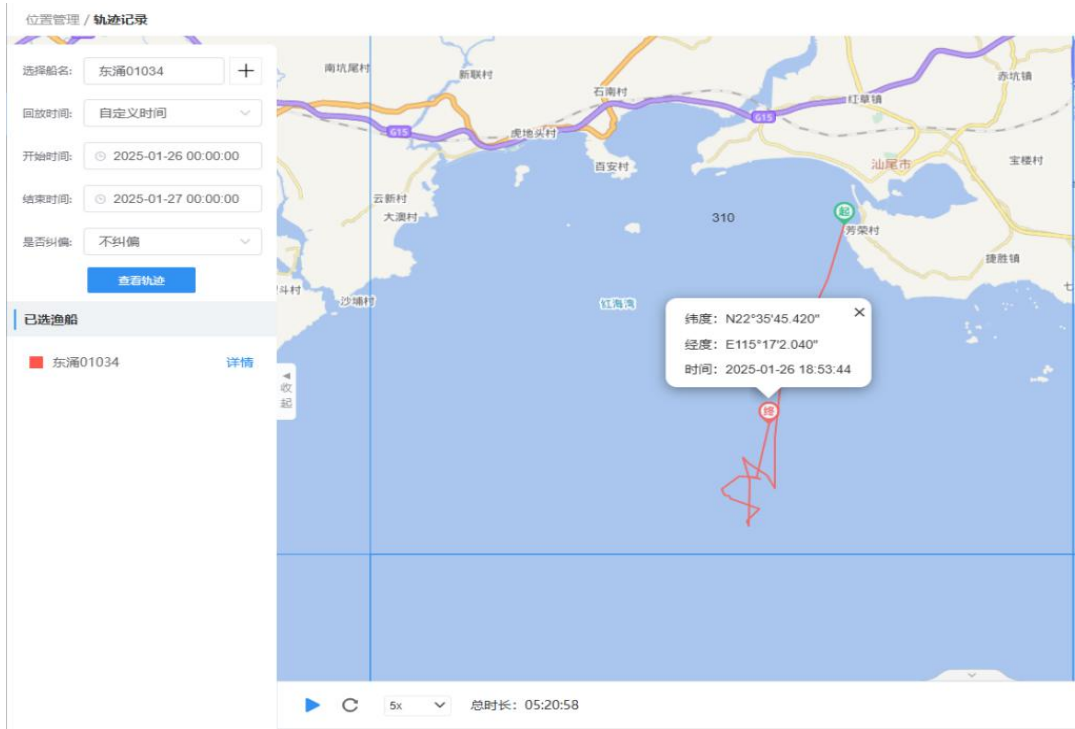 位置管理 / 轨迹记录
选择船名: 东涌01034 +
回放时间: 自定义时间
开始时间: 2025-01-26 00:00:00
结束时间: 2025-01-27 00:00:00
是否纠偏: 不纠偏
查看轨迹
已选渔船
东涌01034 详情
收起
南坑尾村
新联村
石南村
赤坑镇
红草镇
G15
G15
虎地头村
百安村
汕尾市
宝楼村
云新村
大澳村
310
起
芳荣村
捷胜镇
斗村
沙埔村
红海湾
纬度：N22°35'45.420"
经度：E115°17'2.040"
时间：2025-01-26 18:53:44
终
5x
总时长：05:20:58